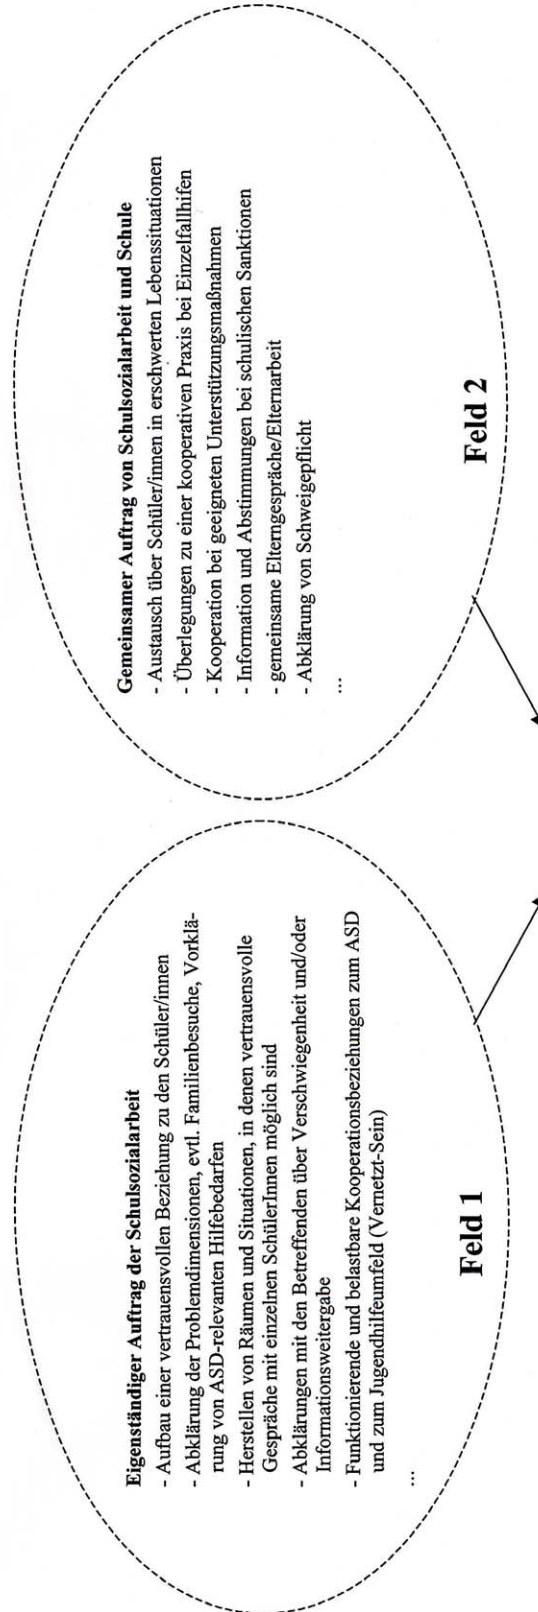 Eigenständiger Auftrag der Schulsozialarbeit
- Aufbau einer vertrauensvollen Beziehung zu den Schüler/innen
- Abklärung der Problemdimensionen, evtl. Familienbesuche, Vorklä-
rung von ASD-relevanten Hilfebedarfen
- Herstellen von Räumen und Situationen, in denen vertrauensvolle
Gespräche mit einzelnen SchülerInnen möglich sind
- Abklärungen mit den Betreffenden über Verschwiegenheit und/oder
Informationsweitergabe
- Funktionierende und belastbare Kooperationsbeziehungen zum ASD
und zum Jugendhilfeumfeld (Vernetzt-Sein)
...
Feld 1
Gemeinsamer Auftrag von Schulsozialarbeit und Schule
- Austausch über Schüler/innen in erschwerten Lebenssituationen
- Überlegungen zu einer kooperativen Praxis bei Einzelfallhifen
- Kooperation bei geeigneten Unterstützungsmaßnahmen
- Information und Abstimmungen bei schulischen Sanktionen
- gemeinsame Elterngespräche/Elternarbeit
- Abklärung von Schweigepflicht
...
Feld 2